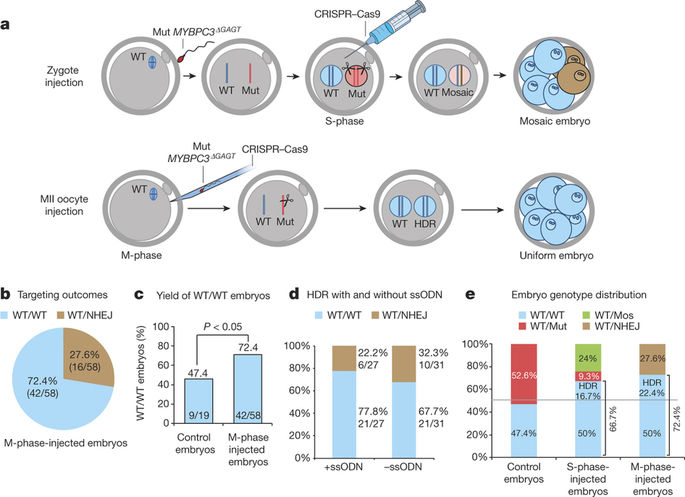 a
CRISPR–Cas9
Mut MYBPC3ΔGAGT
WT
Zygote
injection
WT Mut
WT Mut
WT Mosaic
S-phase
Mosaic embryo
Mut
MYBPC3ΔGAGT
CRISPR–Cas9
WT
MII oocyte
injection
WT Mut
WT HDR
M-phase
Uniform embryo
b Targeting outcomes
WT/WT WT/NHEJ
27.6%
(16/58)
72.4%
(42/58)
M-phase-injected embryos
c Yield of WT/WT embryos
WT/WT embryos (%)
100
80
60
40
20
0
P < 0.05
47.4
72.4
9/19
42/58
Control
embryos
M-phase
injected
embryos
d HDR with and without ssODN
WT/WT WT/NHEJ
100%
80%
60%
40%
20%
0%
22.2%
6/27
32.3%
10/31
77.8%
21/27
67.7%
21/31
+ssODN
–ssODN
e Embryo genotype distribution
WT/WT WT/Mos
WT/Mut WT/NHEJ
100%
80%
60%
40%
20%
0%
52.6%
47.4%
24%
9.3%
HDR
16.7%
50%
66.7%
27.6%
HDR
22.4%
50%
72.4%
Control
embryos
S-phase-
injected
embryos
M-phase-
injected
embryos